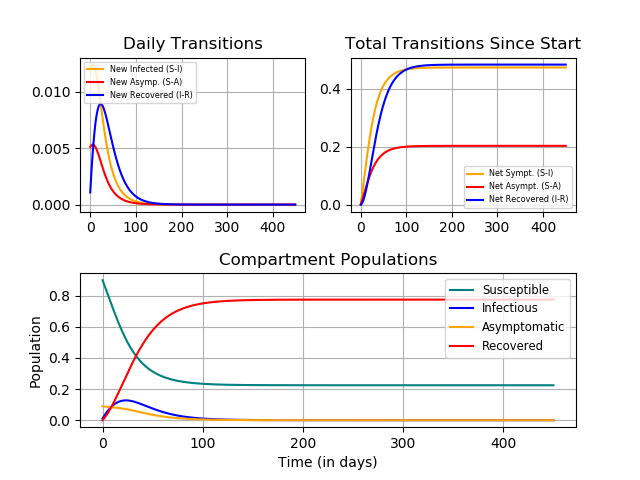 Daily Transitions
New Infected (S-I)
New Asymp. (S-A)
New Recovered (I-R)
0.010
0.005
0.000
0 100 200 300 400
Total Transitions Since Start
0.4
0.2
0.0
Net Sympt. (S-I)
Net Asympt. (S-A)
Net Recovered (I-R)
0 100 200 300 400
Compartment Populations
Population
0.8
0.6
0.4
0.2
0.0
Susceptible
Infectious
Asymptomatic
Recovered
0 100 200 300 400
Time (in days)